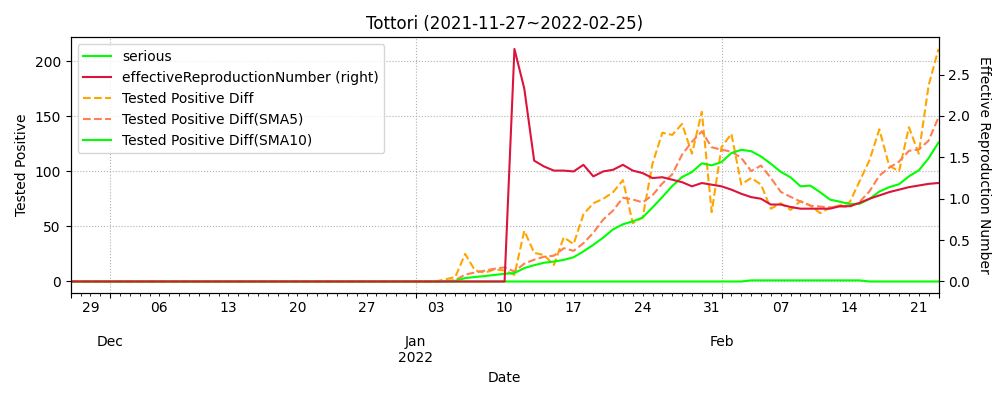 Tottori (2021-11-27~2022-02-25)
serious
effectiveReproductionNumber (right)
Tested Positive Diff
Tested Positive Diff(SMA5)
Tested Positive Diff(SMA10)
Tested Positive
200
150
100
50
0
2.5
2.0
1.5
1.0
0.5
0.0
Effective Reproduction Number
29 06 13 20 27 03 10 17 24 31 07 14 21
Dec Jan Feb
2022
Date